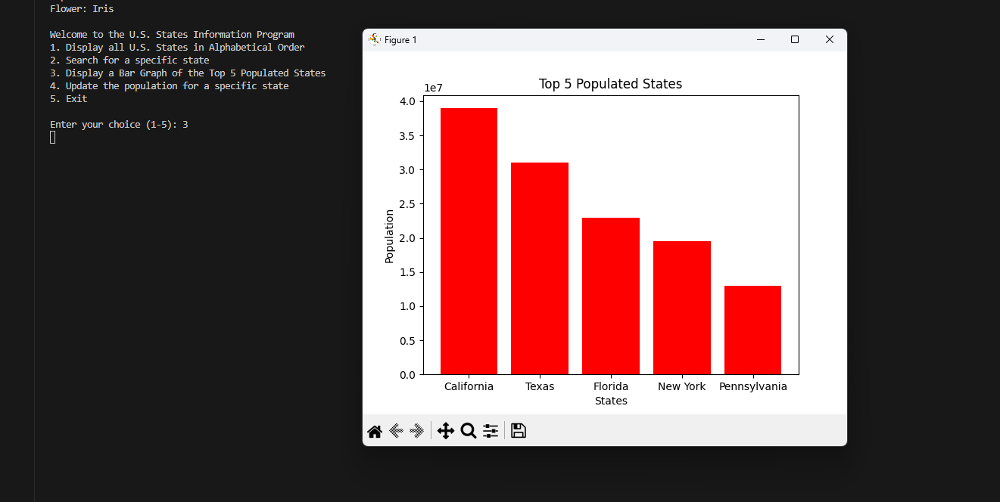 Flower: Iris
Welcome to the U.S. States Information Program
1. Display all U.S. States in Alphabetical Order
2. Search for a specific state
3. Display a Bar Graph of the Top 5 Populated States
4. Update the population for a specific state
5. Exit
Enter your choice (1-5): 3
Figure 1
Top 5 Populated States
1e7
4.0
3.5
3.0
2.5
2.0
1.5
1.0
0.5
0.0
Population
California Texas Florida New York Pennsylvania
States